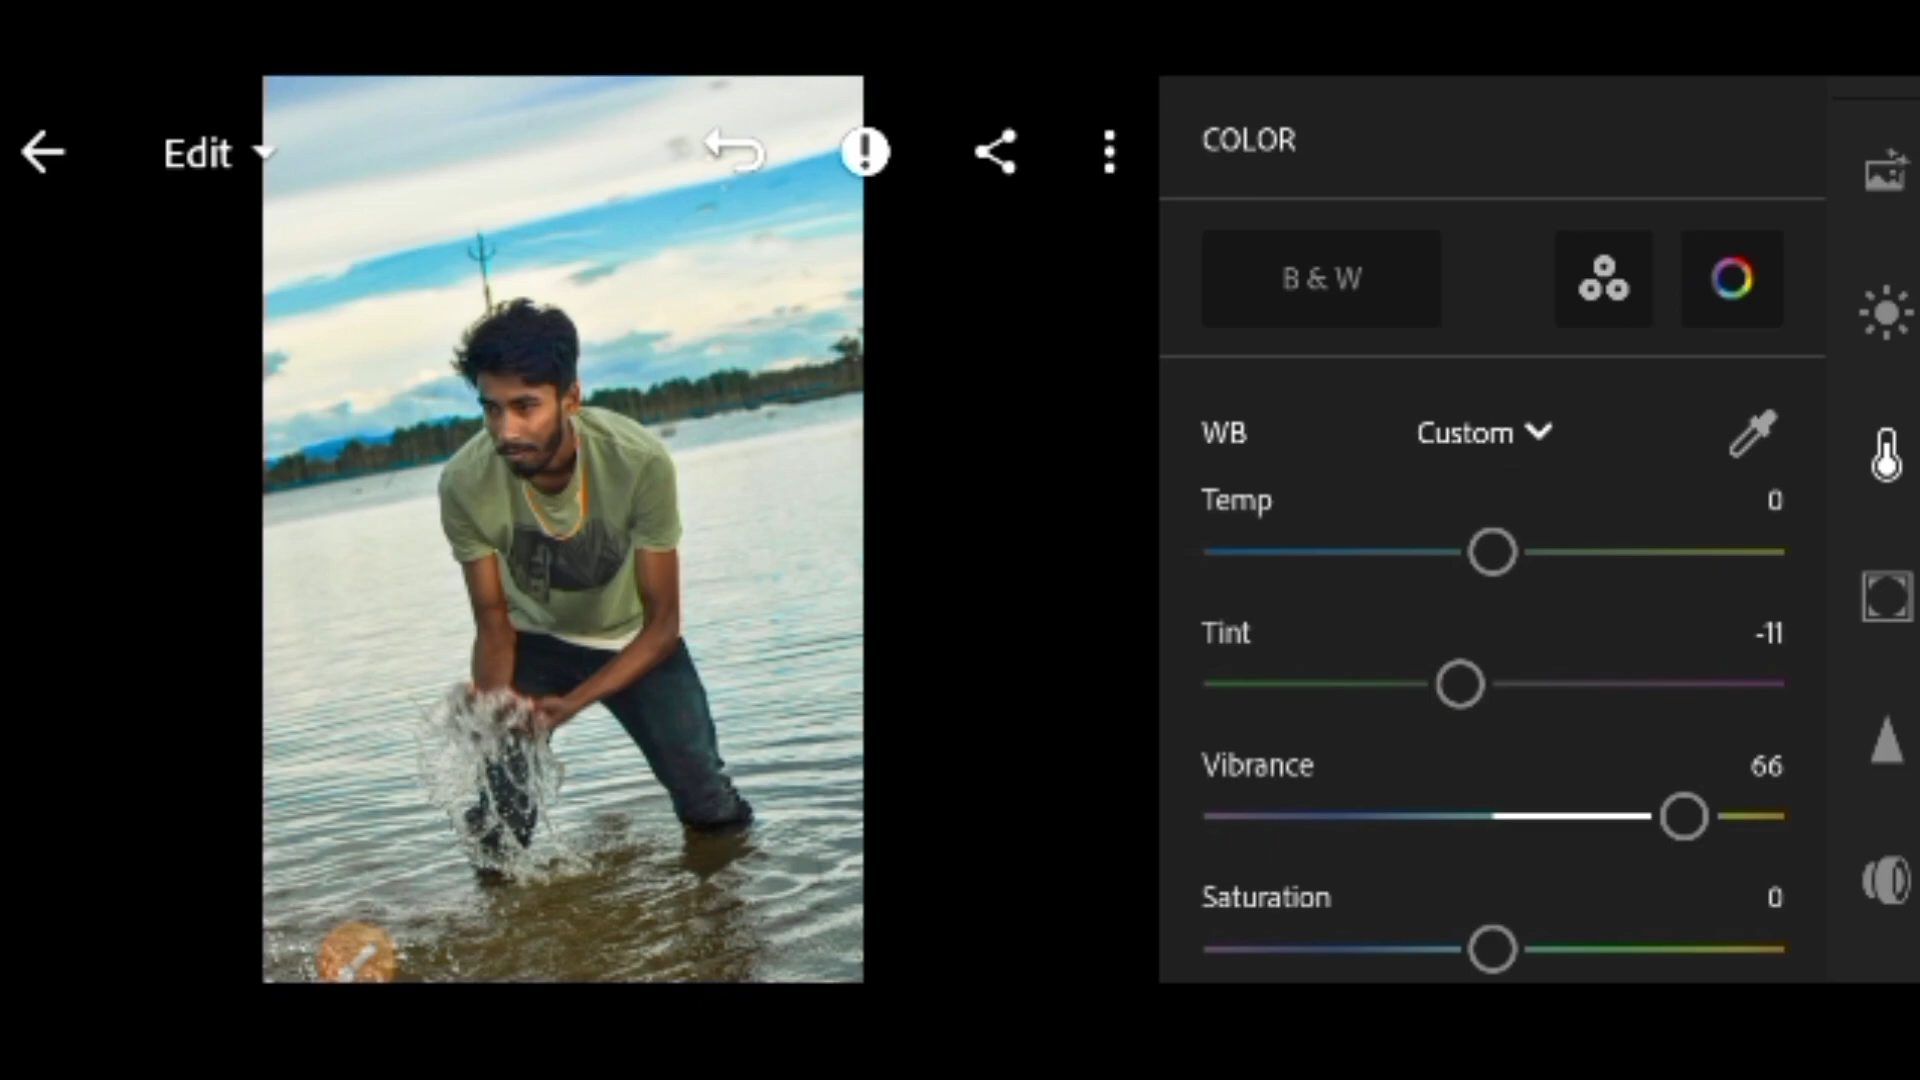 Edit
COLOR
B & W
WB
Custom
Temp
0
Tint
-11
Vibrance
66
Saturation
0